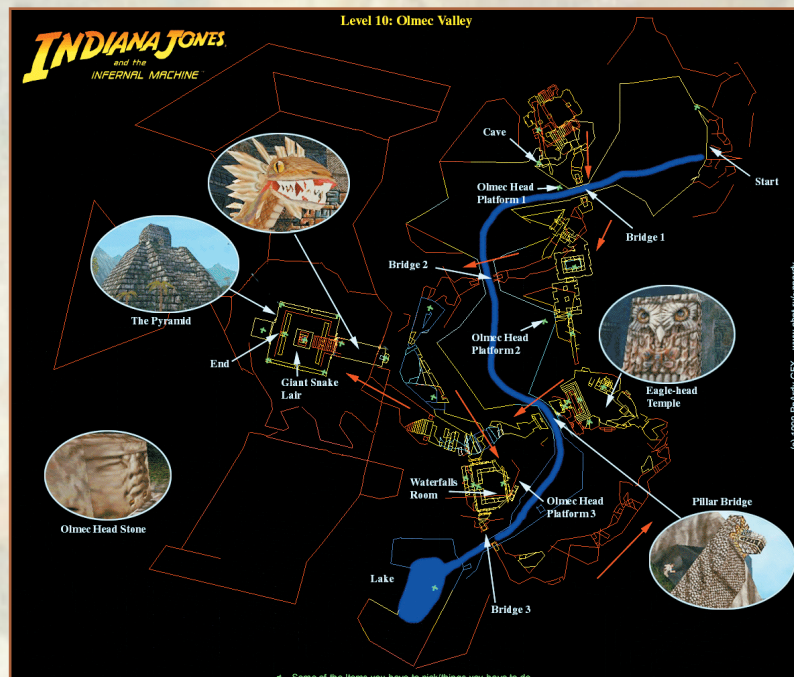 Level 10: Olmec Valley
INDIANA JONES
and the
INFERNAL MACHINE
Cave
Start
Olmec Head
Platform 1
Bridge 1
Bridge 2
The Pyramid
Olmec Head
Platform 2
End
Giant Snake
Lair
Eagle-head
Temple
Waterfalls
Room
Olmec Head
Platform 3
Pillar Bridge
Olmec Head Stone
Lake
Bridge 3